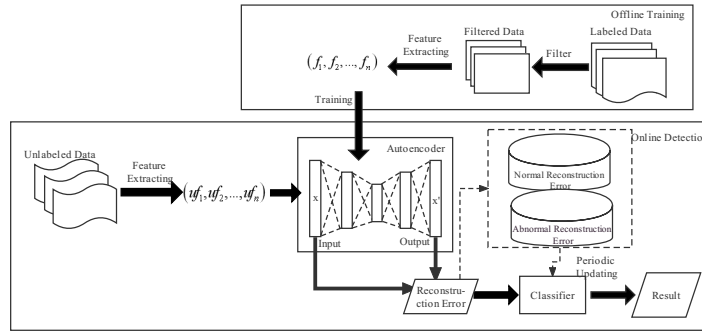 Offline Training
Labeled Data
Filter
Filtered Data
Feature
Extracting
(f1, f2, ..., fn)
Training
Online Detection
Unlabeled Data
Feature
Extracting
(uf1, uf2, ..., ufn)
Autoencoder
x
x'
Input
Output
Normal Reconstruction
Error
Abnormal Reconstruction
Error
Periodic
Updating
Reconstru-
ction Error
Classifier
Result